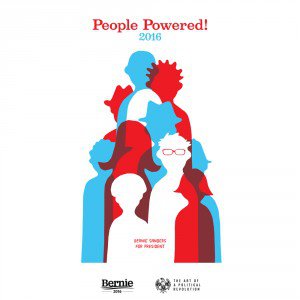 People Powered!
2016
BERNIE SANDERS
FOR PRESIDENT
Bernie
2016
THE ART OF
A POLITICAL
REVOLUTION